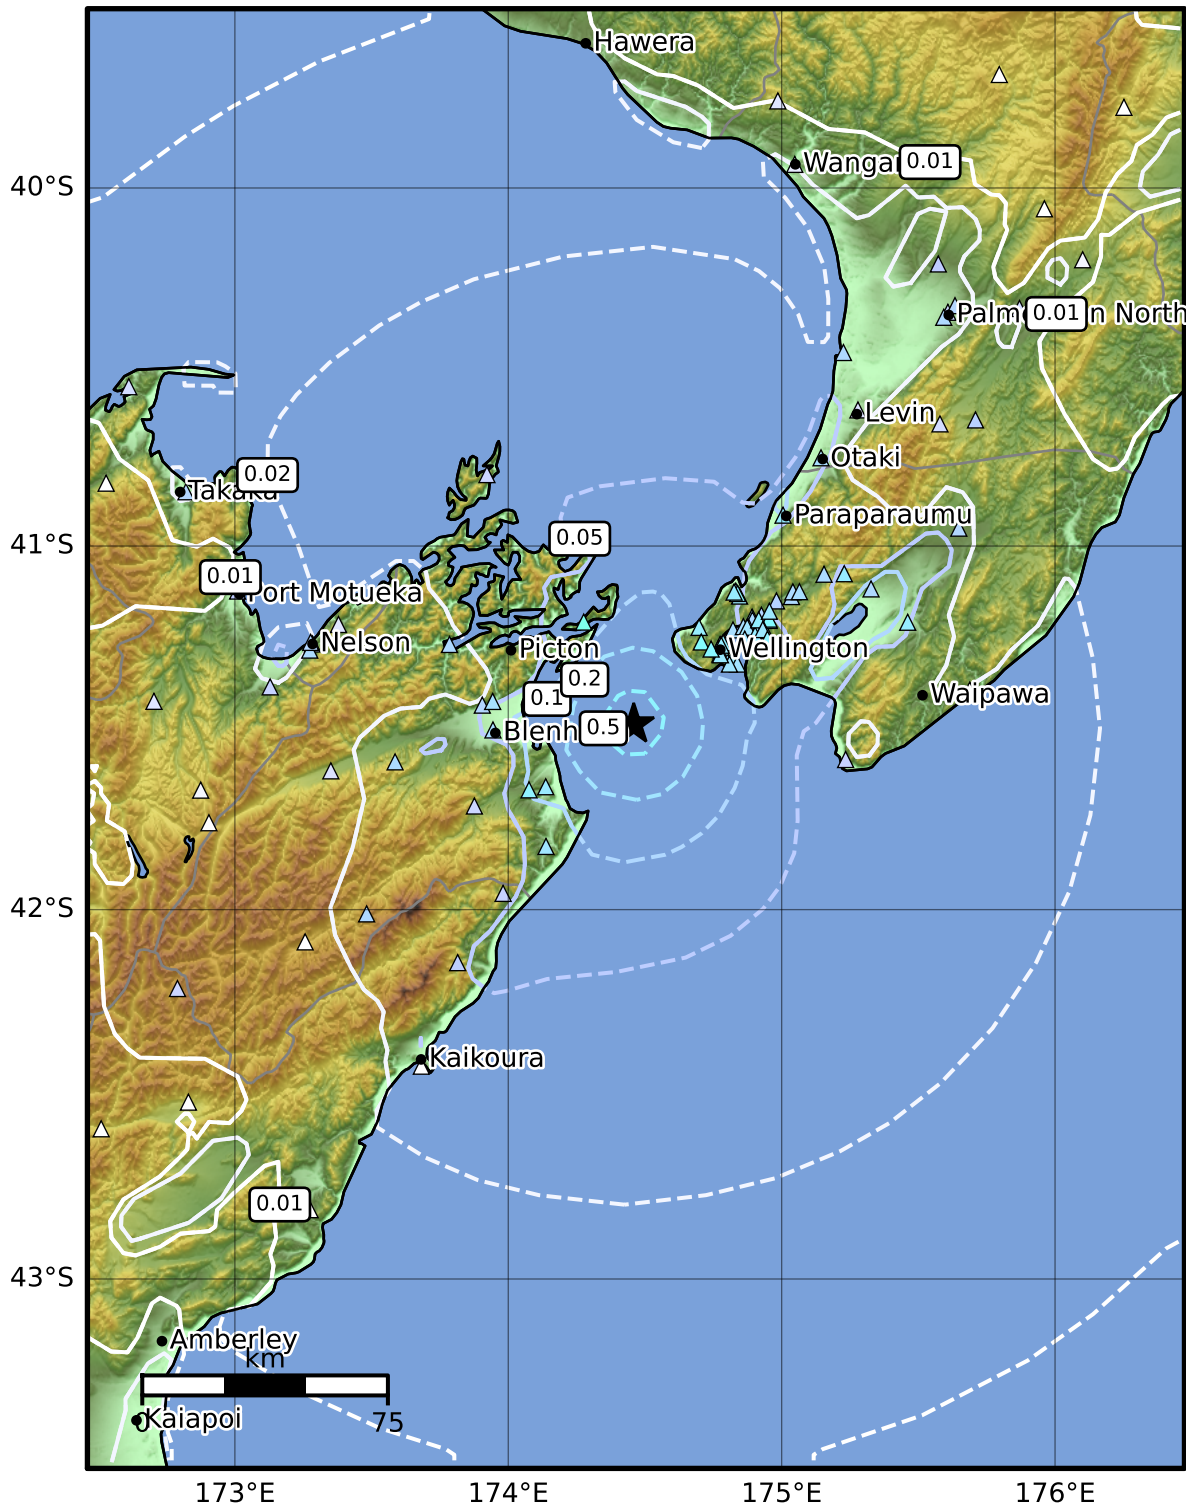 Hawera
40°S
Wanga
0.01
Palm
0.01
n North
Levin
Otaki
0.02
Takaka
Paraparaumu
0.05
41°S
0.01
Port Motueka
Nelson
Picton
Wellington
0.2
0.1
Waipawa
0.5
Blenh
42°S
Kaikoura
0.01
43°S
Amberley
km
0
75
Kaiapoi
173°E
174°E
175°E
176°E